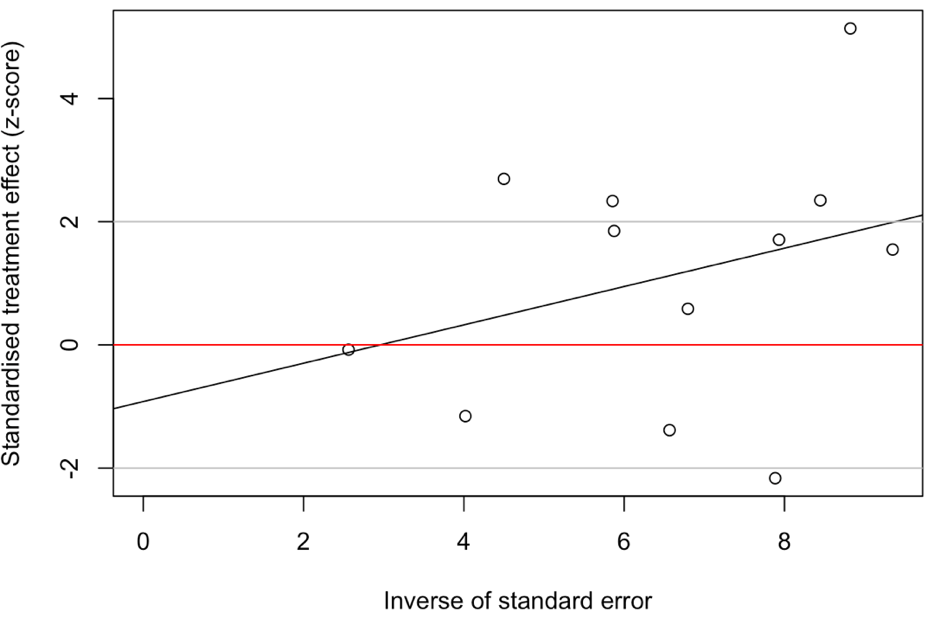 Standardised treatment effect (z-score)
4
2
0
-2
0 2 4 6 8
Inverse of standard error